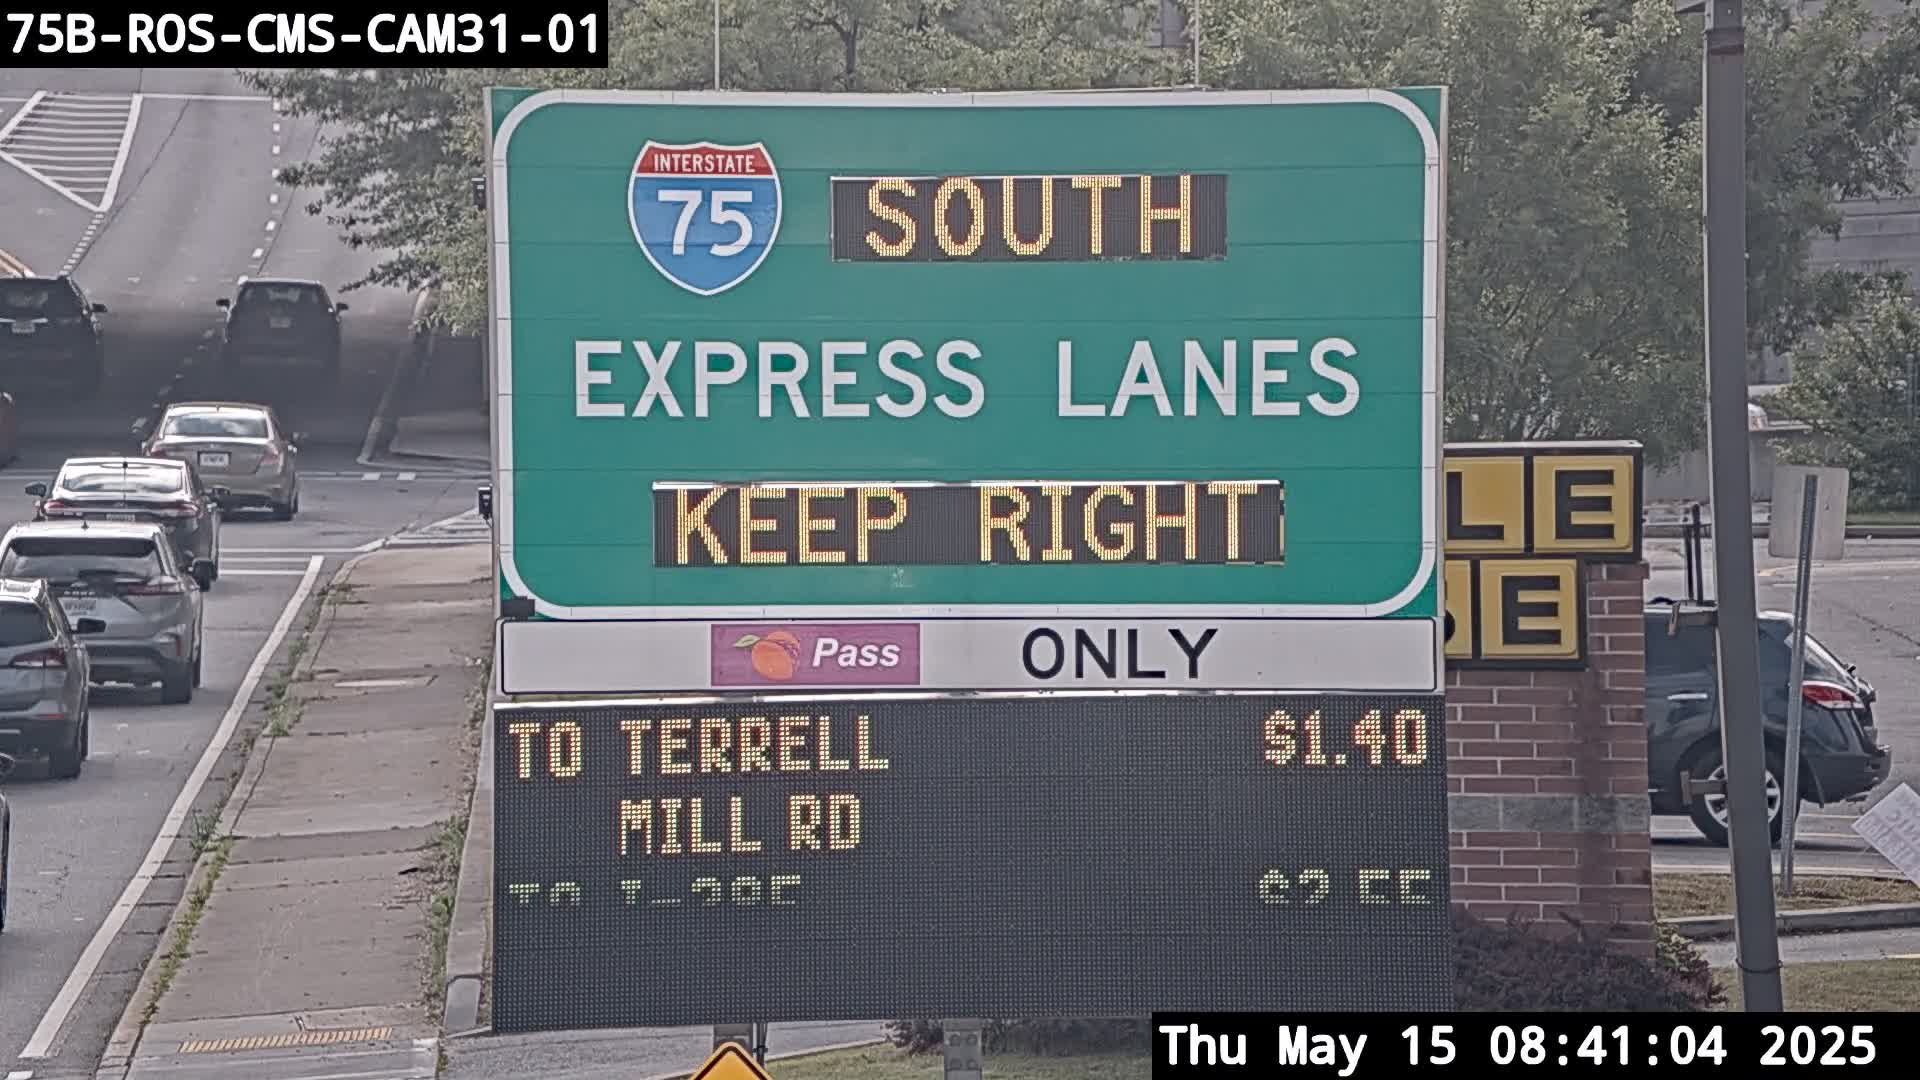 75B-ROS-CMS-CAM31-01
INTERSTATE
75 SOUTH
EXPRESS LANES
KEEP RIGHT
Pass ONLY
TO TERRELL $1.40
MILL RD
LE
E
Thu May 15 08:41:04 2025